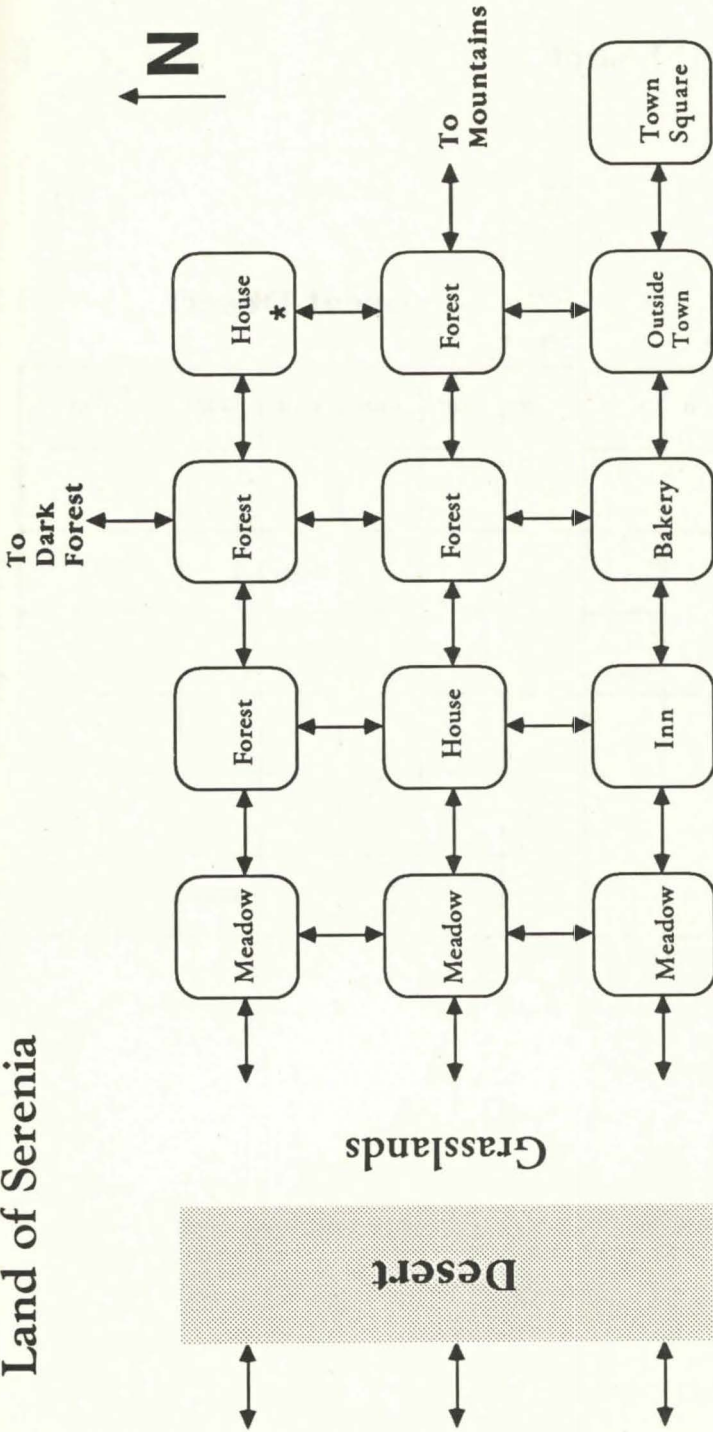 Land of Serenia
N
To
Dark
Forest
Meadow
Forest
Forest
House
*
Meadow
House
Forest
Forest
To
Mountains
Meadow
Inn
Bakery
Outside
Town
Town
Square
Grasslands
Desert